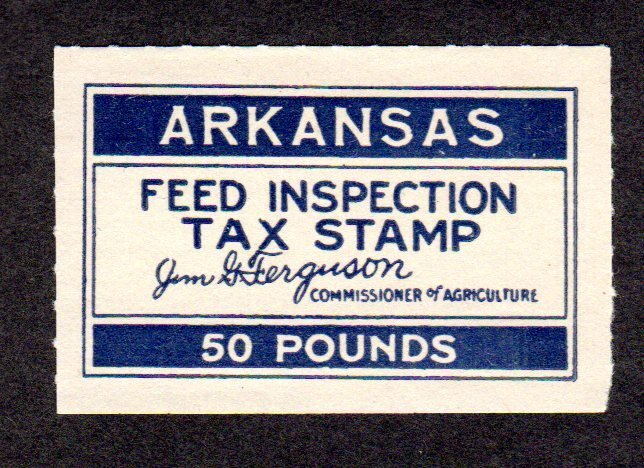 ARKANSAS
FEED INSPECTION
TAX STAMP
Jim G. Ferguson
COMMISSIONER of AGRICULTURE
50 POUNDS